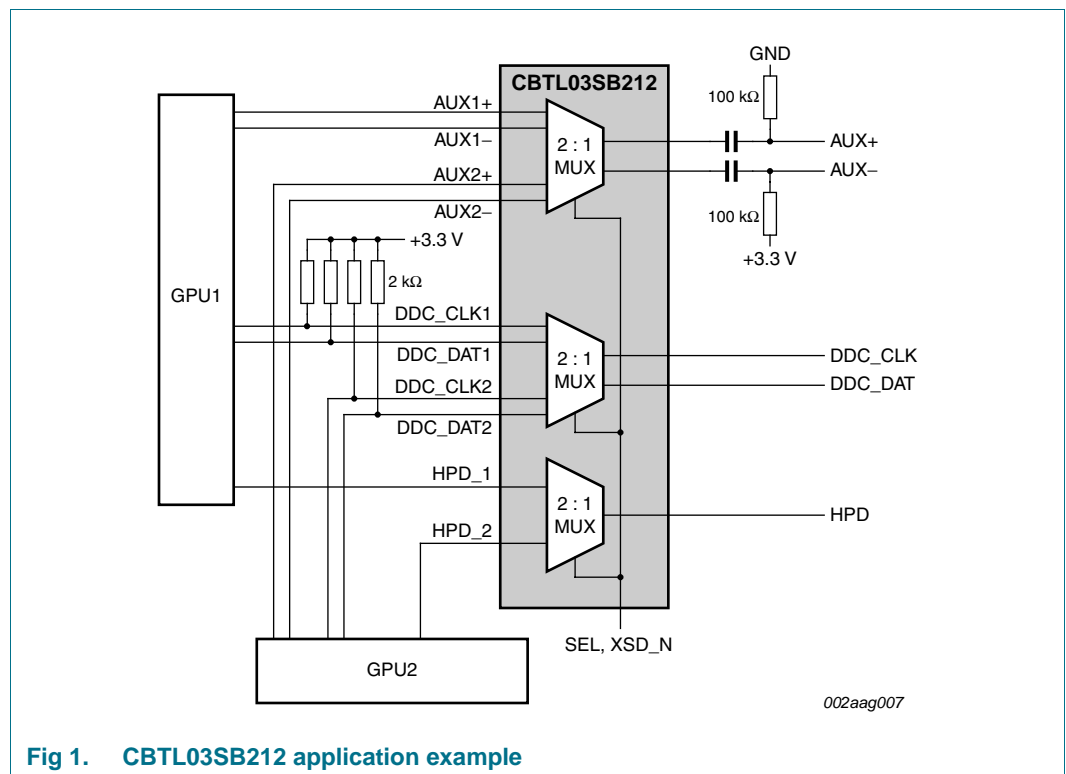 GND
CBTL03SB212
100 kΩ
AUX1+
AUX1−
2 : 1
MUX
AUX+
AUX2+
AUX−
AUX2−
100 kΩ
+3.3 V
+3.3 V
2 kΩ
GPU1
DDC_CLK1
DDC_DAT1
2 : 1
MUX
DDC_CLK
DDC_CLK2
DDC_DAT
DDC_DAT2
HPD_1
2 : 1
MUX
HPD
HPD_2
SEL, XSD_N
GPU2
002aag007
Fig 1. CBTL03SB212 application example